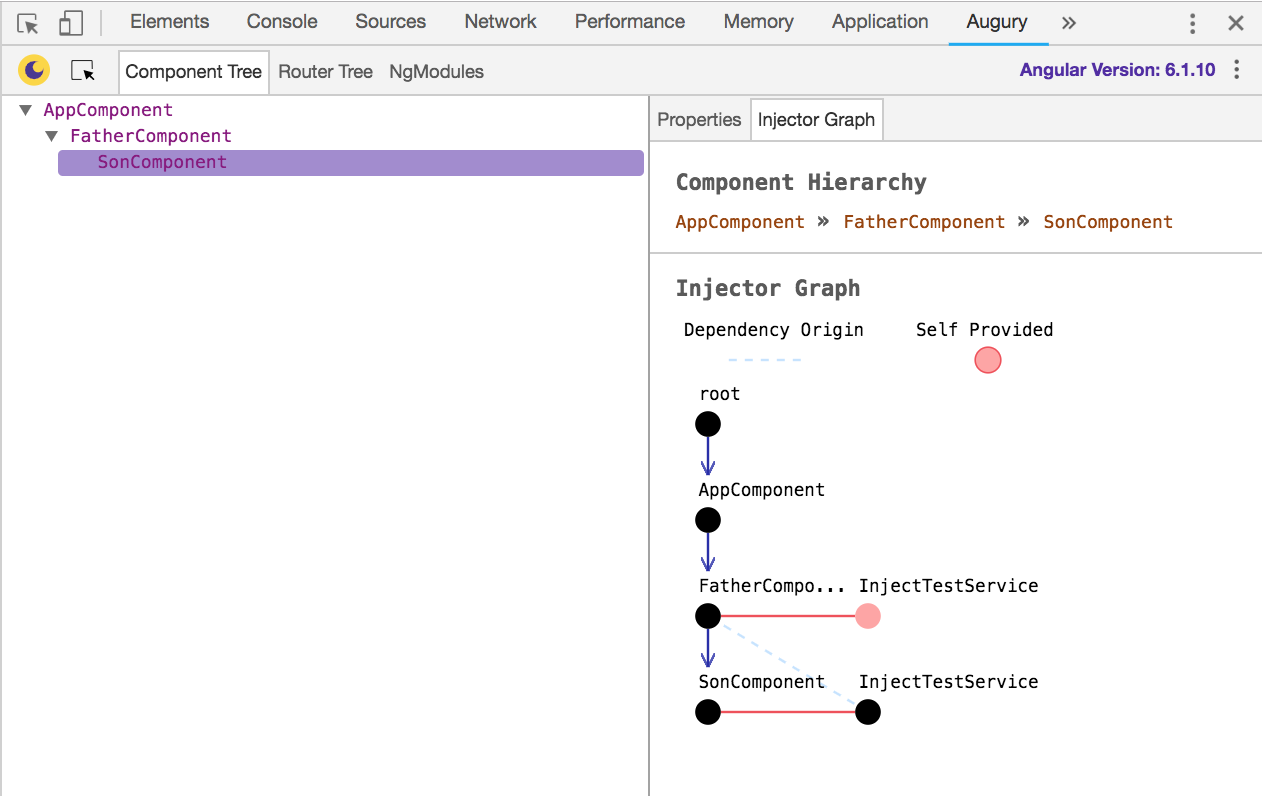 Elements Console Sources Network Performance Memory Application Augury »
Component Tree Router Tree NgModules Angular Version: 6.1.10
AppComponent
FatherComponent
SonComponent
Properties Injector Graph
Component Hierarchy
AppComponent » FatherComponent » SonComponent
Injector Graph
Dependency Origin Self Provided
root
AppComponent
FatherCompo... InjectTestService
SonComponent InjectTestService